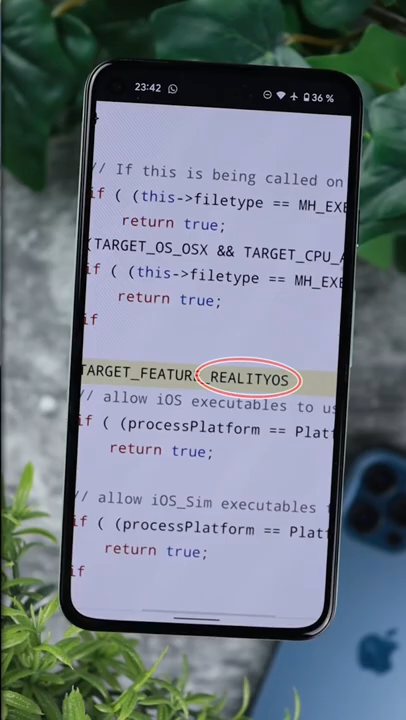 23:42 36 %
}
// If this is being called on
if ( (this->filetype == MH_EXE
return true;
(TARGET_OS_OSX && TARGET_CPU_A
if ( (this->filetype == MH_EXE
return true;
if
TARGET_FEATURE_REALITYOS
// allow iOS executables to us
if ( (processPlatform == Platf
return true;
// allow iOS_Sim executables
if ( (processPlatform == Platf
return true;
if